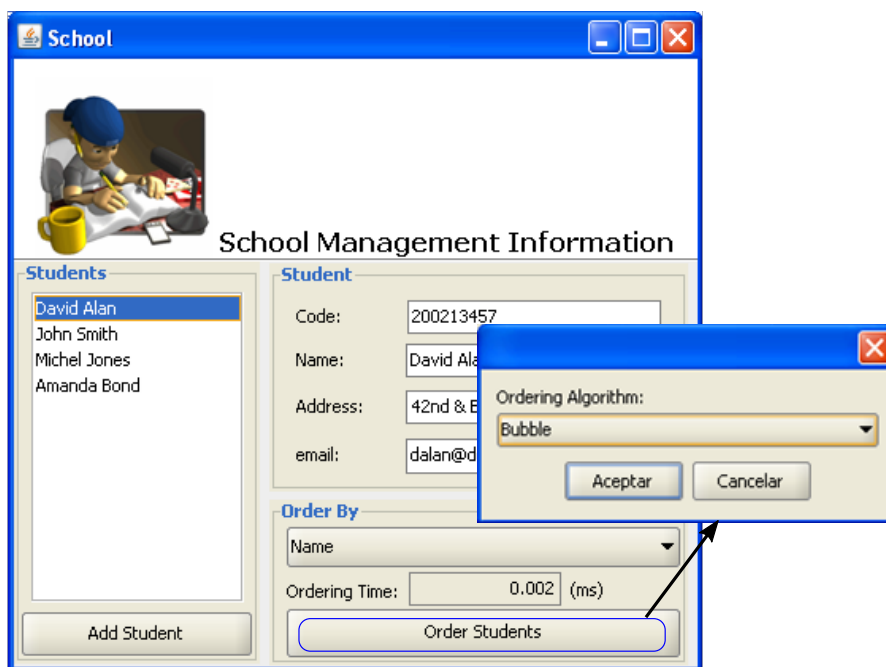 School
School Management Information
Students
David Alan
John Smith
Michel Jones
Amanda Bond
Add Student
Student
Code: 200213457
Name: David Ala
Address: 42nd &
email: dalan@d
Order By
Name
Ordering Time: 0.002 (ms)
Order Students
Ordering Algorithm:
Bubble
Aceptar Cancelar